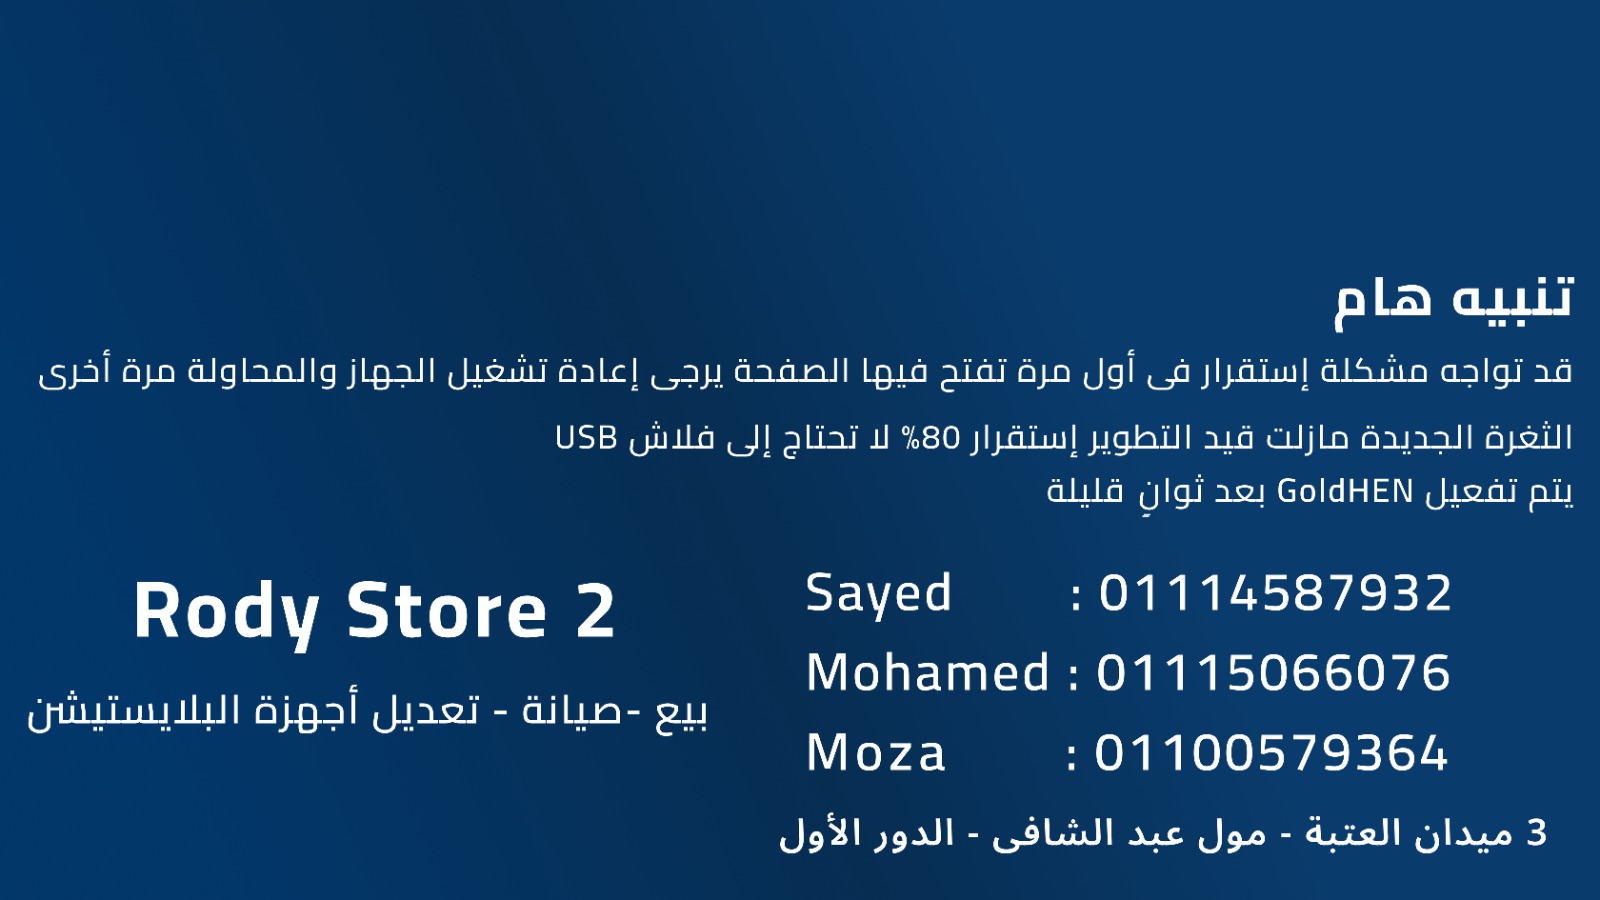 تنبيه هام
قد تواجه مشكلة إستقرار فى أول مرة تفتح فيها الصفحة يرجى إعادة تشغيل الجهاز والمحاولة مرة أخرى
الثغرة الجديدة مازلت قيد التطوير إستقرار 80% لا تحتاج إلى فلاش USB
يتم تفعيل GoldHEN بعد ثوانٍ قليلة
Rody Store 2
بيع -صيانة - تعديل أجهزة البلايستيشن
Sayed : 01114587932
Mohamed : 01115066076
Moza : 01100579364
3 ميدان العتبة - مول عبد الشافى - الدور الأول